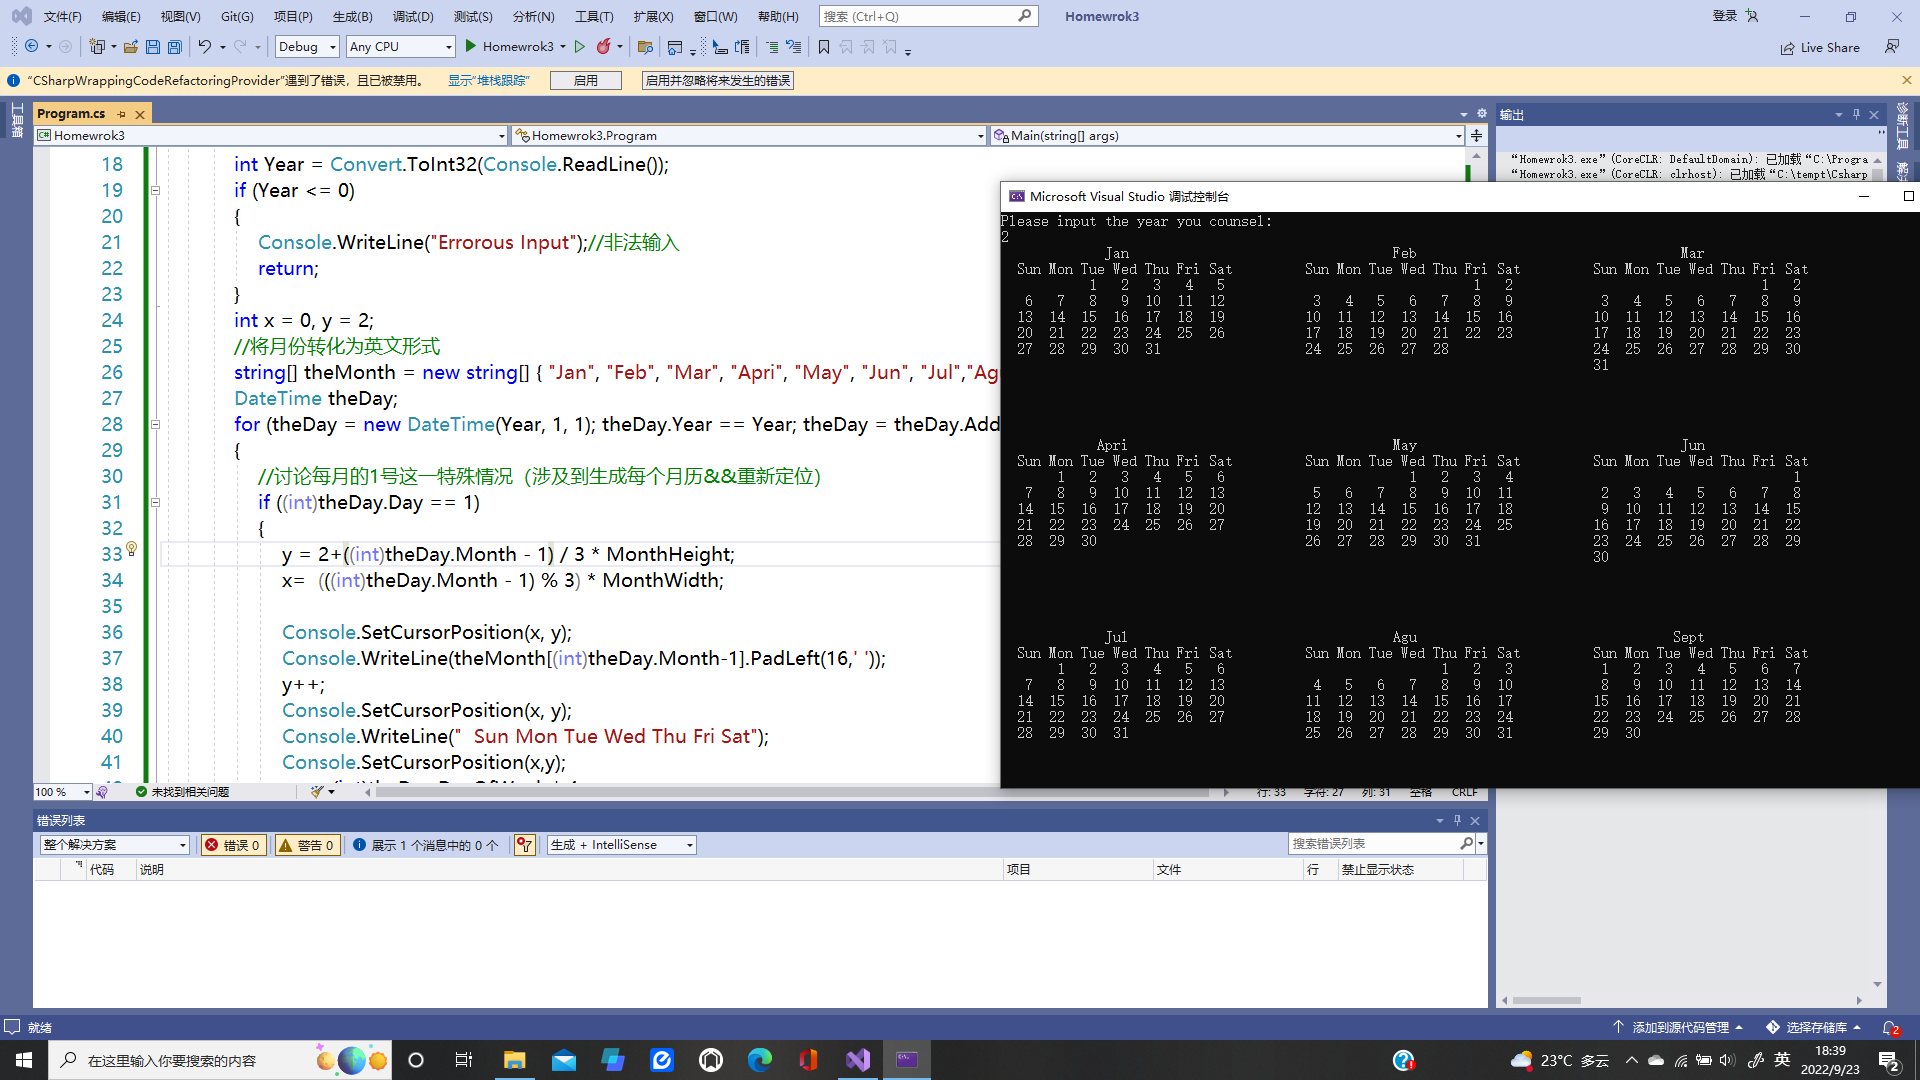 文件(F) 编辑(E) 视图(V) Git(G) 项目(P) 生成(B) 调试(D) 测试(S) 分析(N) 工具(T) 扩展(X) 窗口(W) 帮助(H) 搜索 (Ctrl+Q) Homewrok3 登录
Debug Any CPU Homewrok3 Live Share
“CSharpWrappingCodeRefactoringProvider”遇到了错误，且已被禁用。 显示“堆栈跟踪” 启用 启用并忽略将来发生的错误
工具箱
Program.cs
Homewrok3 Homewrok3.Program Main(string[] args)
18 int Year = Convert.ToInt32(Console.ReadLine());
19 if (Year <= 0)
20 {
21 Console.WriteLine("Errorous Input");//非法输入
22 return;
23 }
24 int x = 0, y = 2;
25 //将月份转化为英文形式
26 string[] theMonth = new string[] { "Jan", "Feb", "Mar", "Apri", "May", "Jun", "Jul","Agu
27 DateTime theDay;
28 for (theDay = new DateTime(Year, 1, 1); theDay.Year == Year; theDay = theDay.Add
29 {
30 //讨论每月的1号这一特殊情况（涉及到生成每个月历&&重新定位）
31 if ((int)theDay.Day == 1)
32 {
33 y = 2+((int)theDay.Month - 1) / 3 * MonthHeight;
34 x= (((int)theDay.Month - 1) % 3) * MonthWidth;
35
36 Console.SetCursorPosition(x, y);
37 Console.WriteLine(theMonth[(int)theDay.Month-1].PadLeft(16,' '));
38 y++;
39 Console.SetCursorPosition(x, y);
40 Console.WriteLine("  Sun Mon Tue Wed Thu Fri Sat");
41 Console.SetCursorPosition(x,y);
100 % 未找到相关问题 行: 33 字符: 27 列: 31 空格 CRLF
输出
“Homewrok3.exe”(CoreCLR: DefaultDomain): 已加载“C:\Progra
“Homewrok3.exe”(CoreCLR: clrhost): 已加载“C:\tempt\Csharp
诊断工具
Microsoft Visual Studio 调试控制台
Please input the year you counsel:
2
Jan Feb Mar
Sun Mon Tue Wed Thu Fri Sat Sun Mon Tue Wed Thu Fri Sat Sun Mon Tue Wed Thu Fri Sat
1 2 3 4 5 1 2 1 2
6 7 8 9 10 11 12 3 4 5 6 7 8 9 3 4 5 6 7 8 9
13 14 15 16 17 18 19 10 11 12 13 14 15 16 10 11 12 13 14 15 16
20 21 22 23 24 25 26 17 18 19 20 21 22 23 17 18 19 20 21 22 23
27 28 29 30 31 24 25 26 27 28 24 25 26 27 28 29 30
31
Apri May Jun
Sun Mon Tue Wed Thu Fri Sat Sun Mon Tue Wed Thu Fri Sat Sun Mon Tue Wed Thu Fri Sat
1 2 3 4 5 6 1 2 3 4 1
7 8 9 10 11 12 13 5 6 7 8 9 10 11 2 3 4 5 6 7 8
14 15 16 17 18 19 20 12 13 14 15 16 17 18 9 10 11 12 13 14 15
21 22 23 24 25 26 27 19 20 21 22 23 24 25 16 17 18 19 20 21 22
28 29 30 26 27 28 29 30 31 23 24 25 26 27 28 29
30
Jul Agu Sept
Sun Mon Tue Wed Thu Fri Sat Sun Mon Tue Wed Thu Fri Sat Sun Mon Tue Wed Thu Fri Sat
1 2 3 4 5 6 1 2 3 1 2 3 4 5 6 7
7 8 9 10 11 12 13 4 5 6 7 8 9 10 8 9 10 11 12 13 14
14 15 16 17 18 19 20 11 12 13 14 15 16 17 15 16 17 18 19 20 21
21 22 23 24 25 26 27 18 19 20 21 22 23 24 22 23 24 25 26 27 28
28 29 30 31 25 26 27 28 29 30 31 29 30
错误列表
整个解决方案 错误 0 警告 0 展示 1 个消息中的 0 个 生成 + IntelliSense 搜索错误列表
代码 说明 项目 文件 行 禁止显示状态
就绪 添加到源代码管理 选择存储库 2
在这里输入你要搜索的内容 23°C 多云 英 18:39
2022/9/23 2